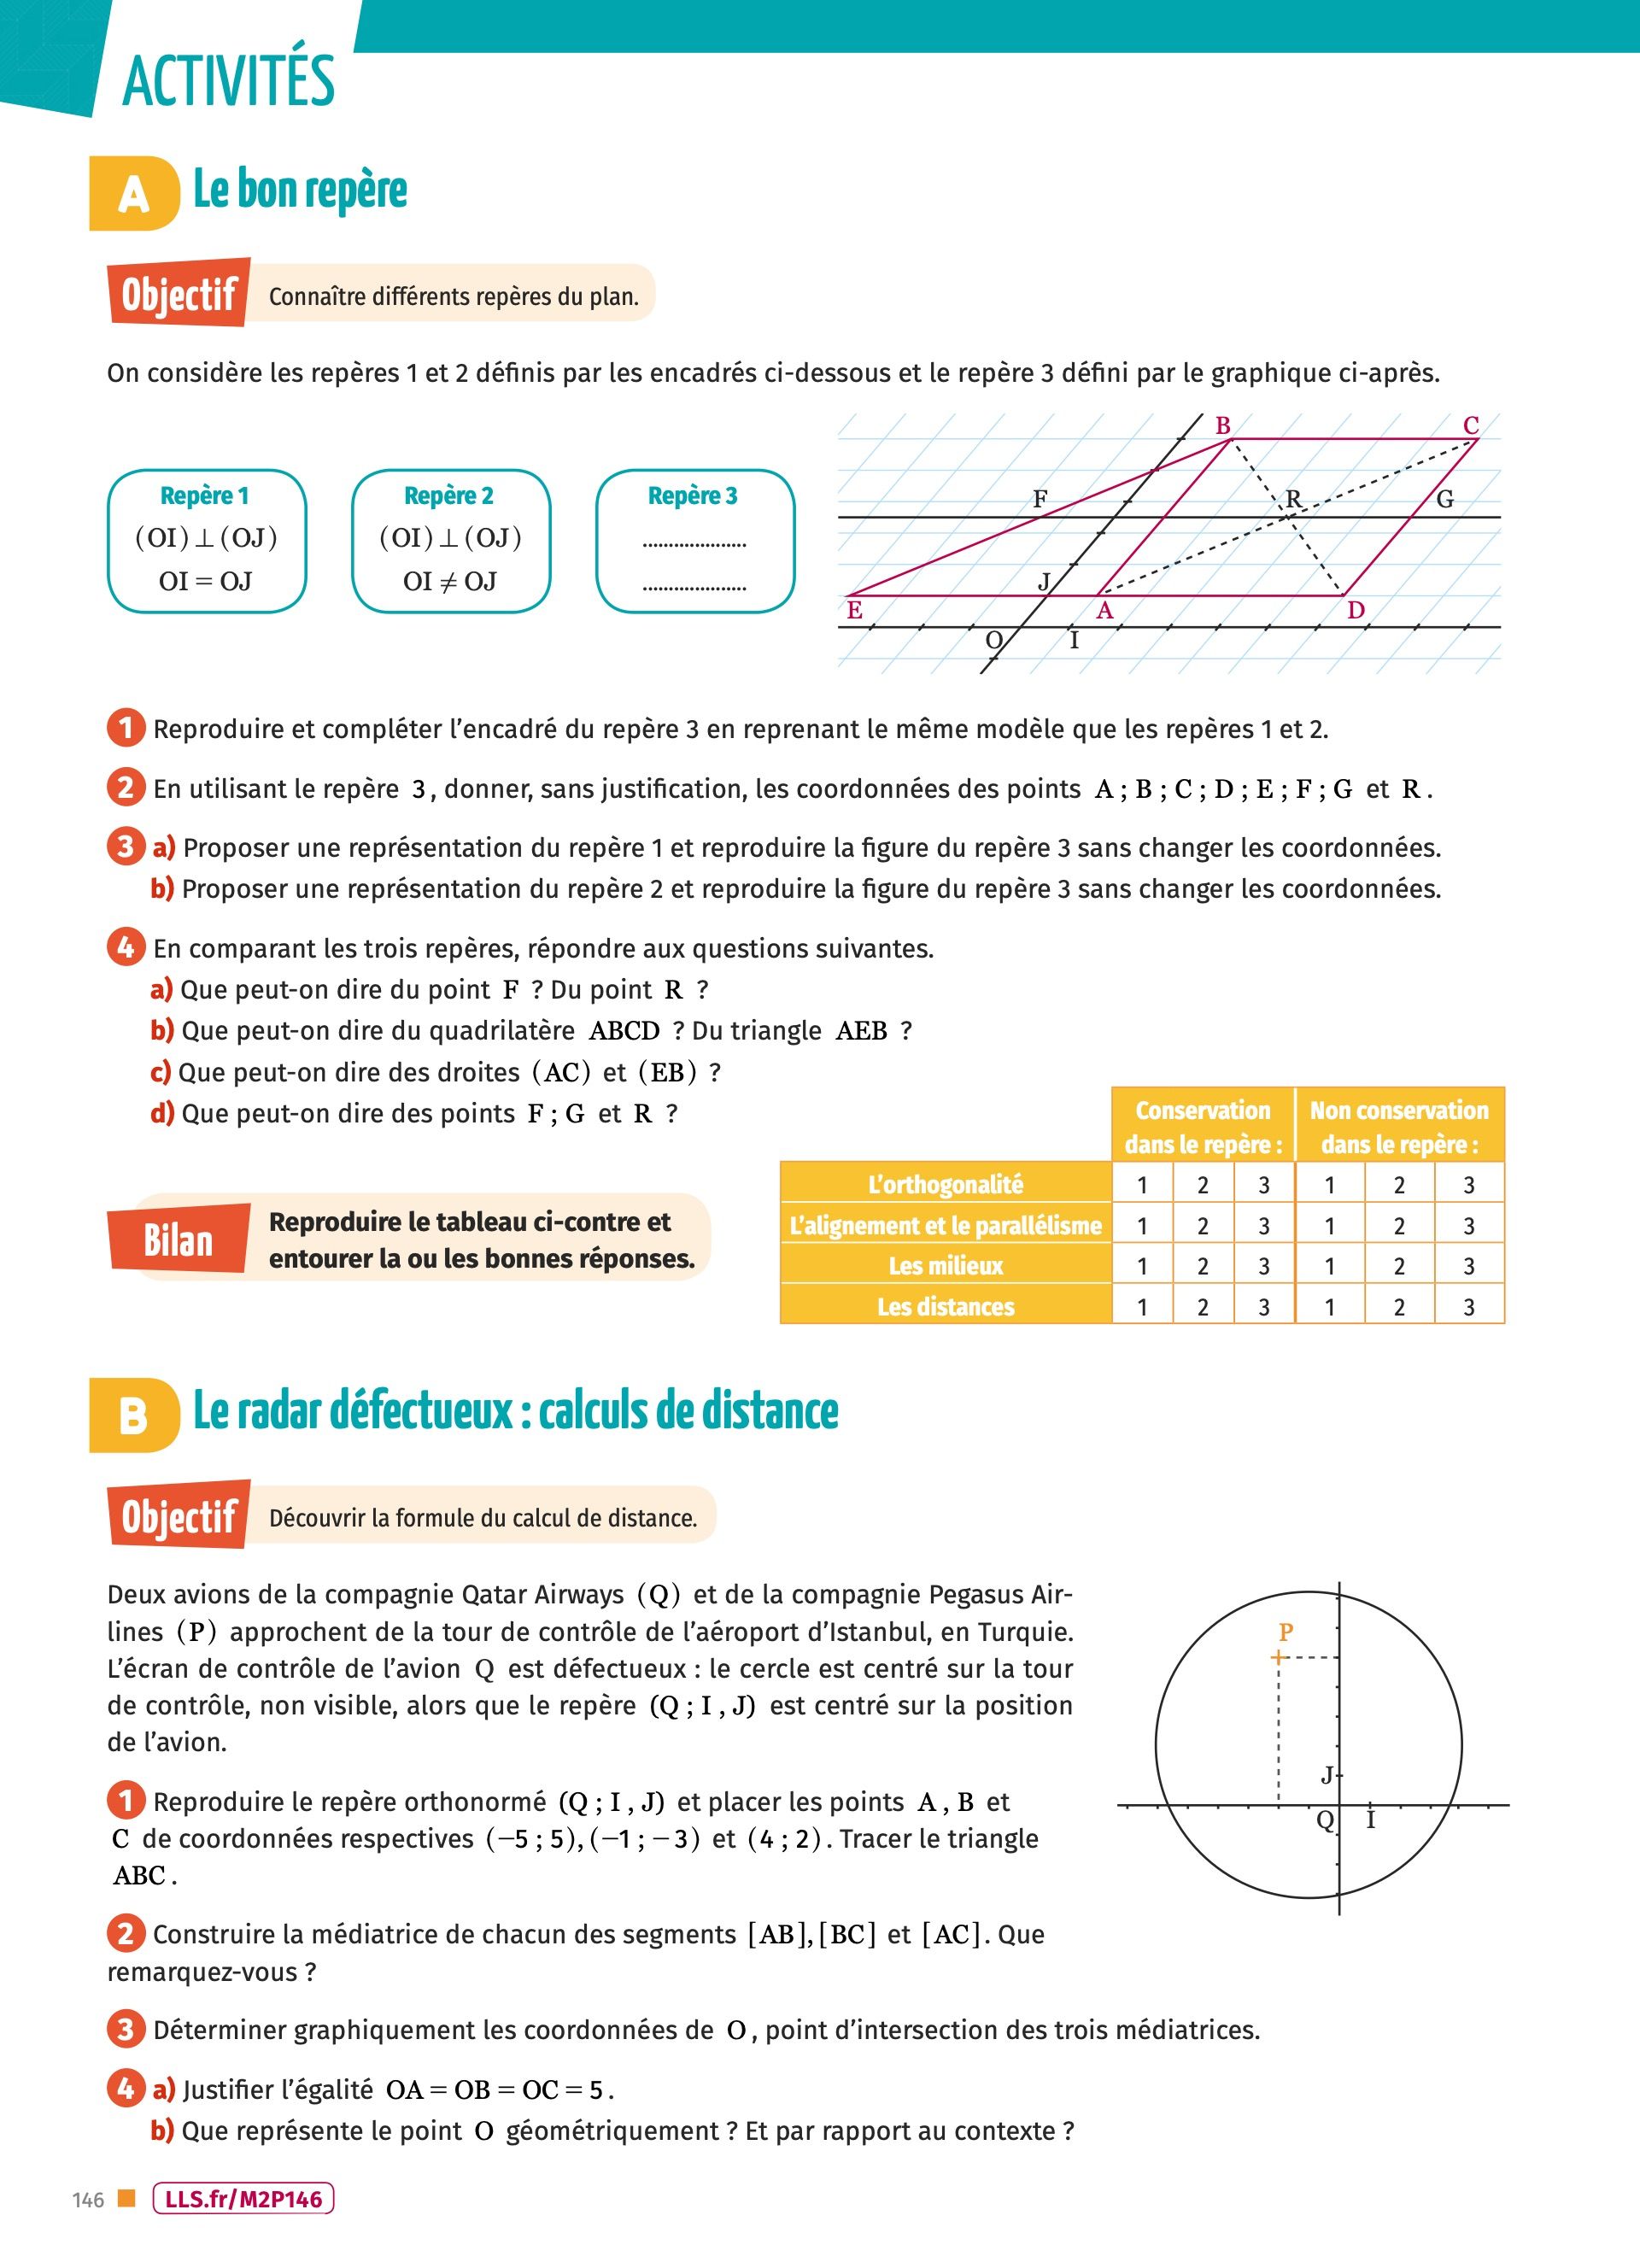 ACTIVITÉS
A Le bon repère
Objectif Connaître différents repères du plan.
On considère les repères 1 et 2 définis par les encadrés ci-dessous et le repère 3 défini par le graphique ci-après.
Repère 1
(OI) ⊥ (OJ)
OI = OJ
Repère 2
(OI) ⊥ (OJ)
OI ≠ OJ
Repère 3
....................
....................
B
C
F
R
G
J
E
A
D
O
I
1 Reproduire et compléter l'encadré du repère 3 en reprenant le même modèle que les repères 1 et 2.
2 En utilisant le repère 3, donner, sans justification, les coordonnées des points A ; B ; C ; D ; E ; F ; G et R.
3 a) Proposer une représentation du repère 1 et reproduire la figure du repère 3 sans changer les coordonnées.
b) Proposer une représentation du repère 2 et reproduire la figure du repère 3 sans changer les coordonnées.
4 En comparant les trois repères, répondre aux questions suivantes.
a) Que peut-on dire du point F ? Du point R ?
b) Que peut-on dire du quadrilatère ABCD ? Du triangle AEB ?
c) Que peut-on dire des droites (AC) et (EB) ?
d) Que peut-on dire des points F ; G et R ?
Bilan
Reproduire le tableau ci-contre et
entourer la ou les bonnes réponses.
Conservation Non conservation
dans le repère : dans le repère :
L'orthogonalité 1 2 3 1 2 3
L'alignement et le parallélisme 1 2 3 1 2 3
Les milieux 1 2 3 1 2 3
Les distances 1 2 3 1 2 3
B Le radar défectueux : calculs de distance
Objectif Découvrir la formule du calcul de distance.
Deux avions de la compagnie Qatar Airways (Q) et de la compagnie Pegasus Air-
lines (P) approchent de la tour de contrôle de l'aéroport d'Istanbul, en Turquie.
L'écran de contrôle de l'avion Q est défectueux : le cercle est centré sur la tour
de contrôle, non visible, alors que le repère (Q ; I , J) est centré sur la position
de l'avion.
P
J
Q
I
1 Reproduire le repère orthonormé (Q ; I , J) et placer les points A , B et
C de coordonnées respectives (−5 ; 5), (−1 ; −3) et (4 ; 2). Tracer le triangle
ABC.
2 Construire la médiatrice de chacun des segments [AB], [BC] et [AC]. Que
remarquez-vous ?
3 Déterminer graphiquement les coordonnées de O, point d'intersection des trois médiatrices.
4 a) Justifier l'égalité OA = OB = OC = 5.
b) Que représente le point O géométriquement ? Et par rapport au contexte ?
146 LLS.fr/M2P146